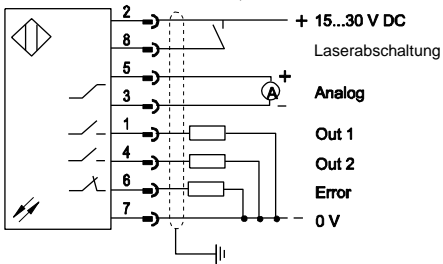 2 + 15...30 V DC
8 Laserabschaltung
5 +
A Analog
3 –
1 Out 1
4 Out 2
6 Error
7 – 0 V